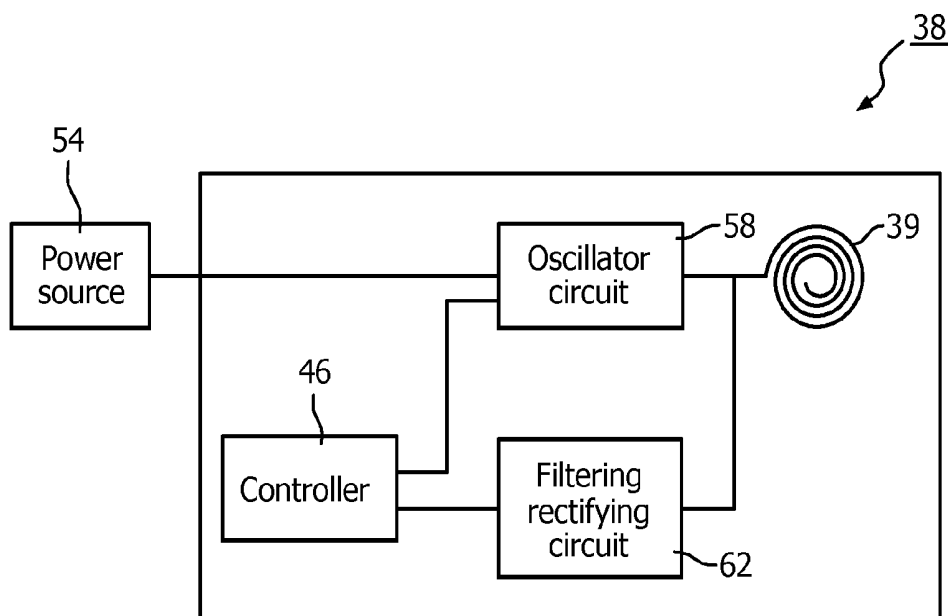 38
54
58
39
Power
source
Oscillator
circuit
46
Controller
Filtering
rectifying
circuit
62